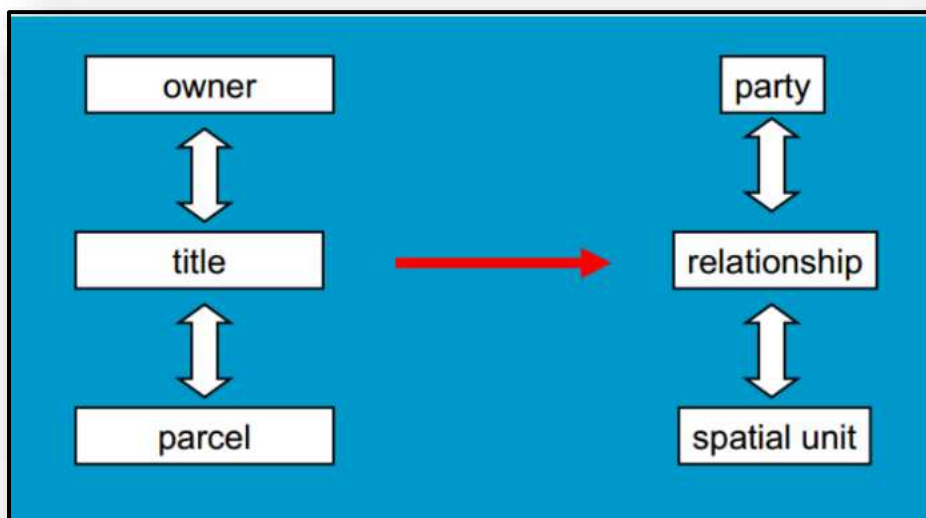 owner
party
title
relationship
parcel
spatial unit